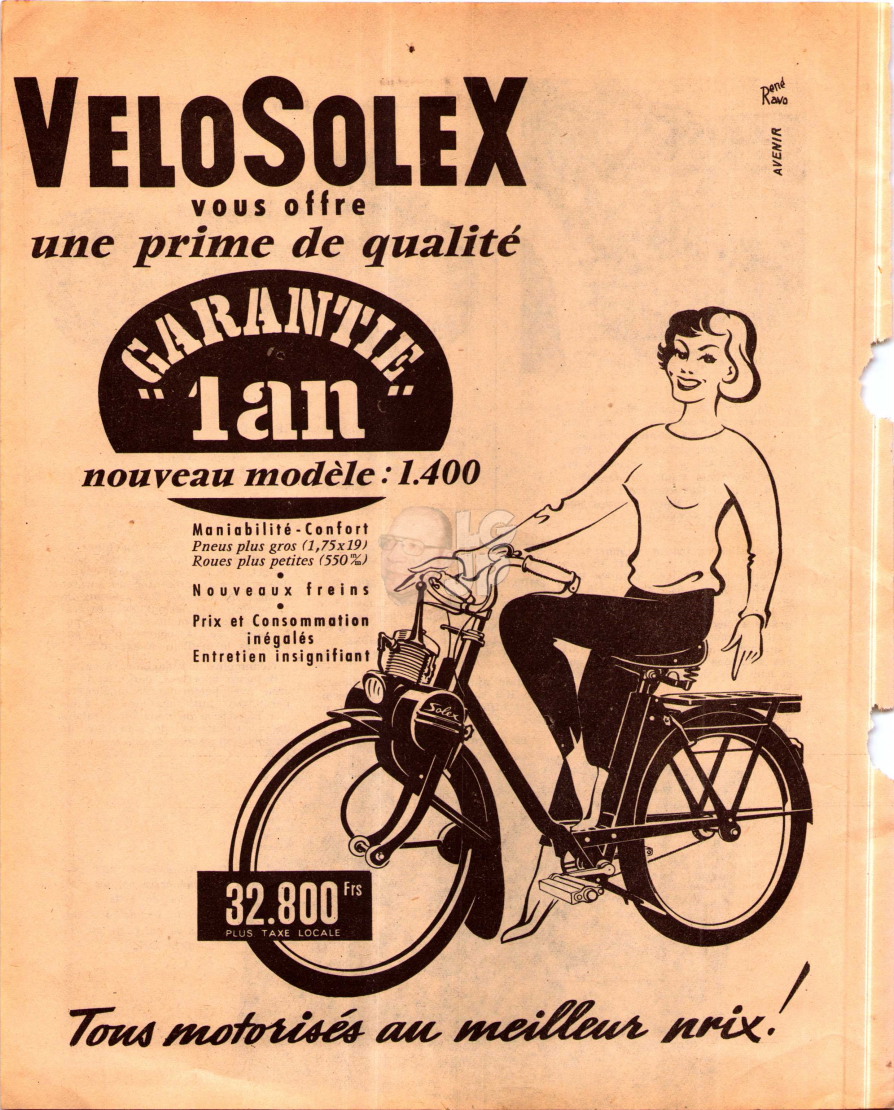 VELOSOLEX
vous offre
une prime de qualité
GARANTIE
"1an"
nouveau modèle : 1.400
Maniabilité - Confort
Pneus plus gros (1,75x19)
Roues plus petites (550 m/m)
•
Nouveaux freins
•
Prix et Consommation
inégalés
Entretien insignifiant
Solex
32.800 Frs
PLUS TAXE LOCALE
Tous motorisés au meilleur prix !
René
Ravo
AVENIR